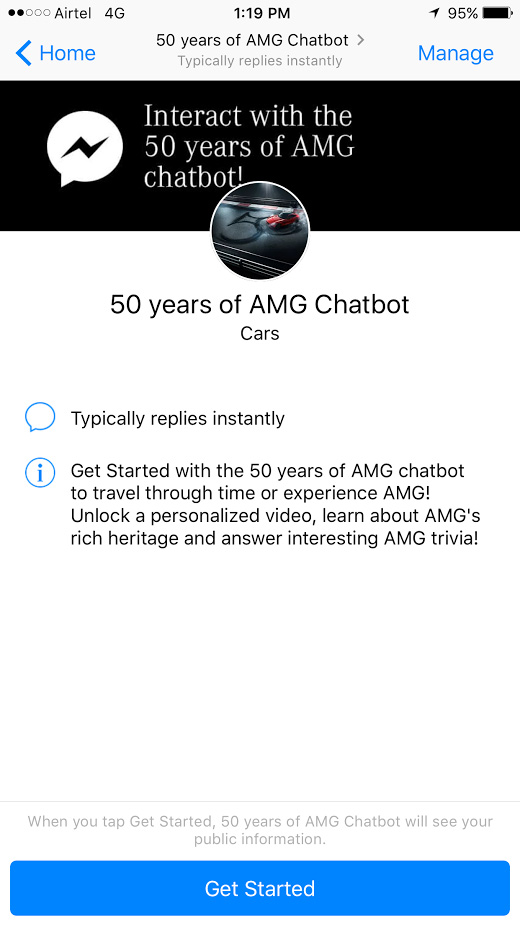 Airtel 4G 1:19 PM 95%
Home 50 years of AMG Chatbot Manage
Typically replies instantly
Interact with the
50 years of AMG
chatbot!
50 years of AMG Chatbot
Cars
Typically replies instantly
Get Started with the 50 years of AMG chatbot
to travel through time or experience AMG!
Unlock a personalized video, learn about AMG's
rich heritage and answer interesting AMG trivia!
When you tap Get Started, 50 years of AMG Chatbot will see your
public information.
Get Started